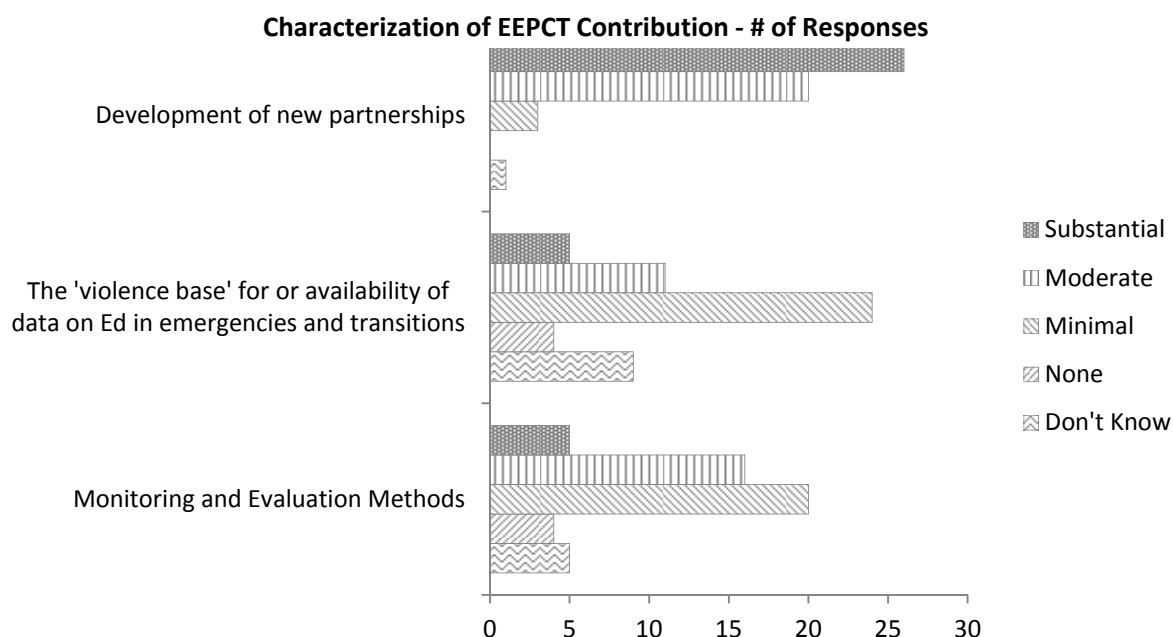 Characterization of EEPCT Contribution - # of Responses
Development of new partnerships
The 'violence base' for or availability of
data on Ed in emergencies and transitions
Monitoring and Evaluation Methods
Substantial
Moderate
Minimal
None
Don't Know
0 5 10 15 20 25 30